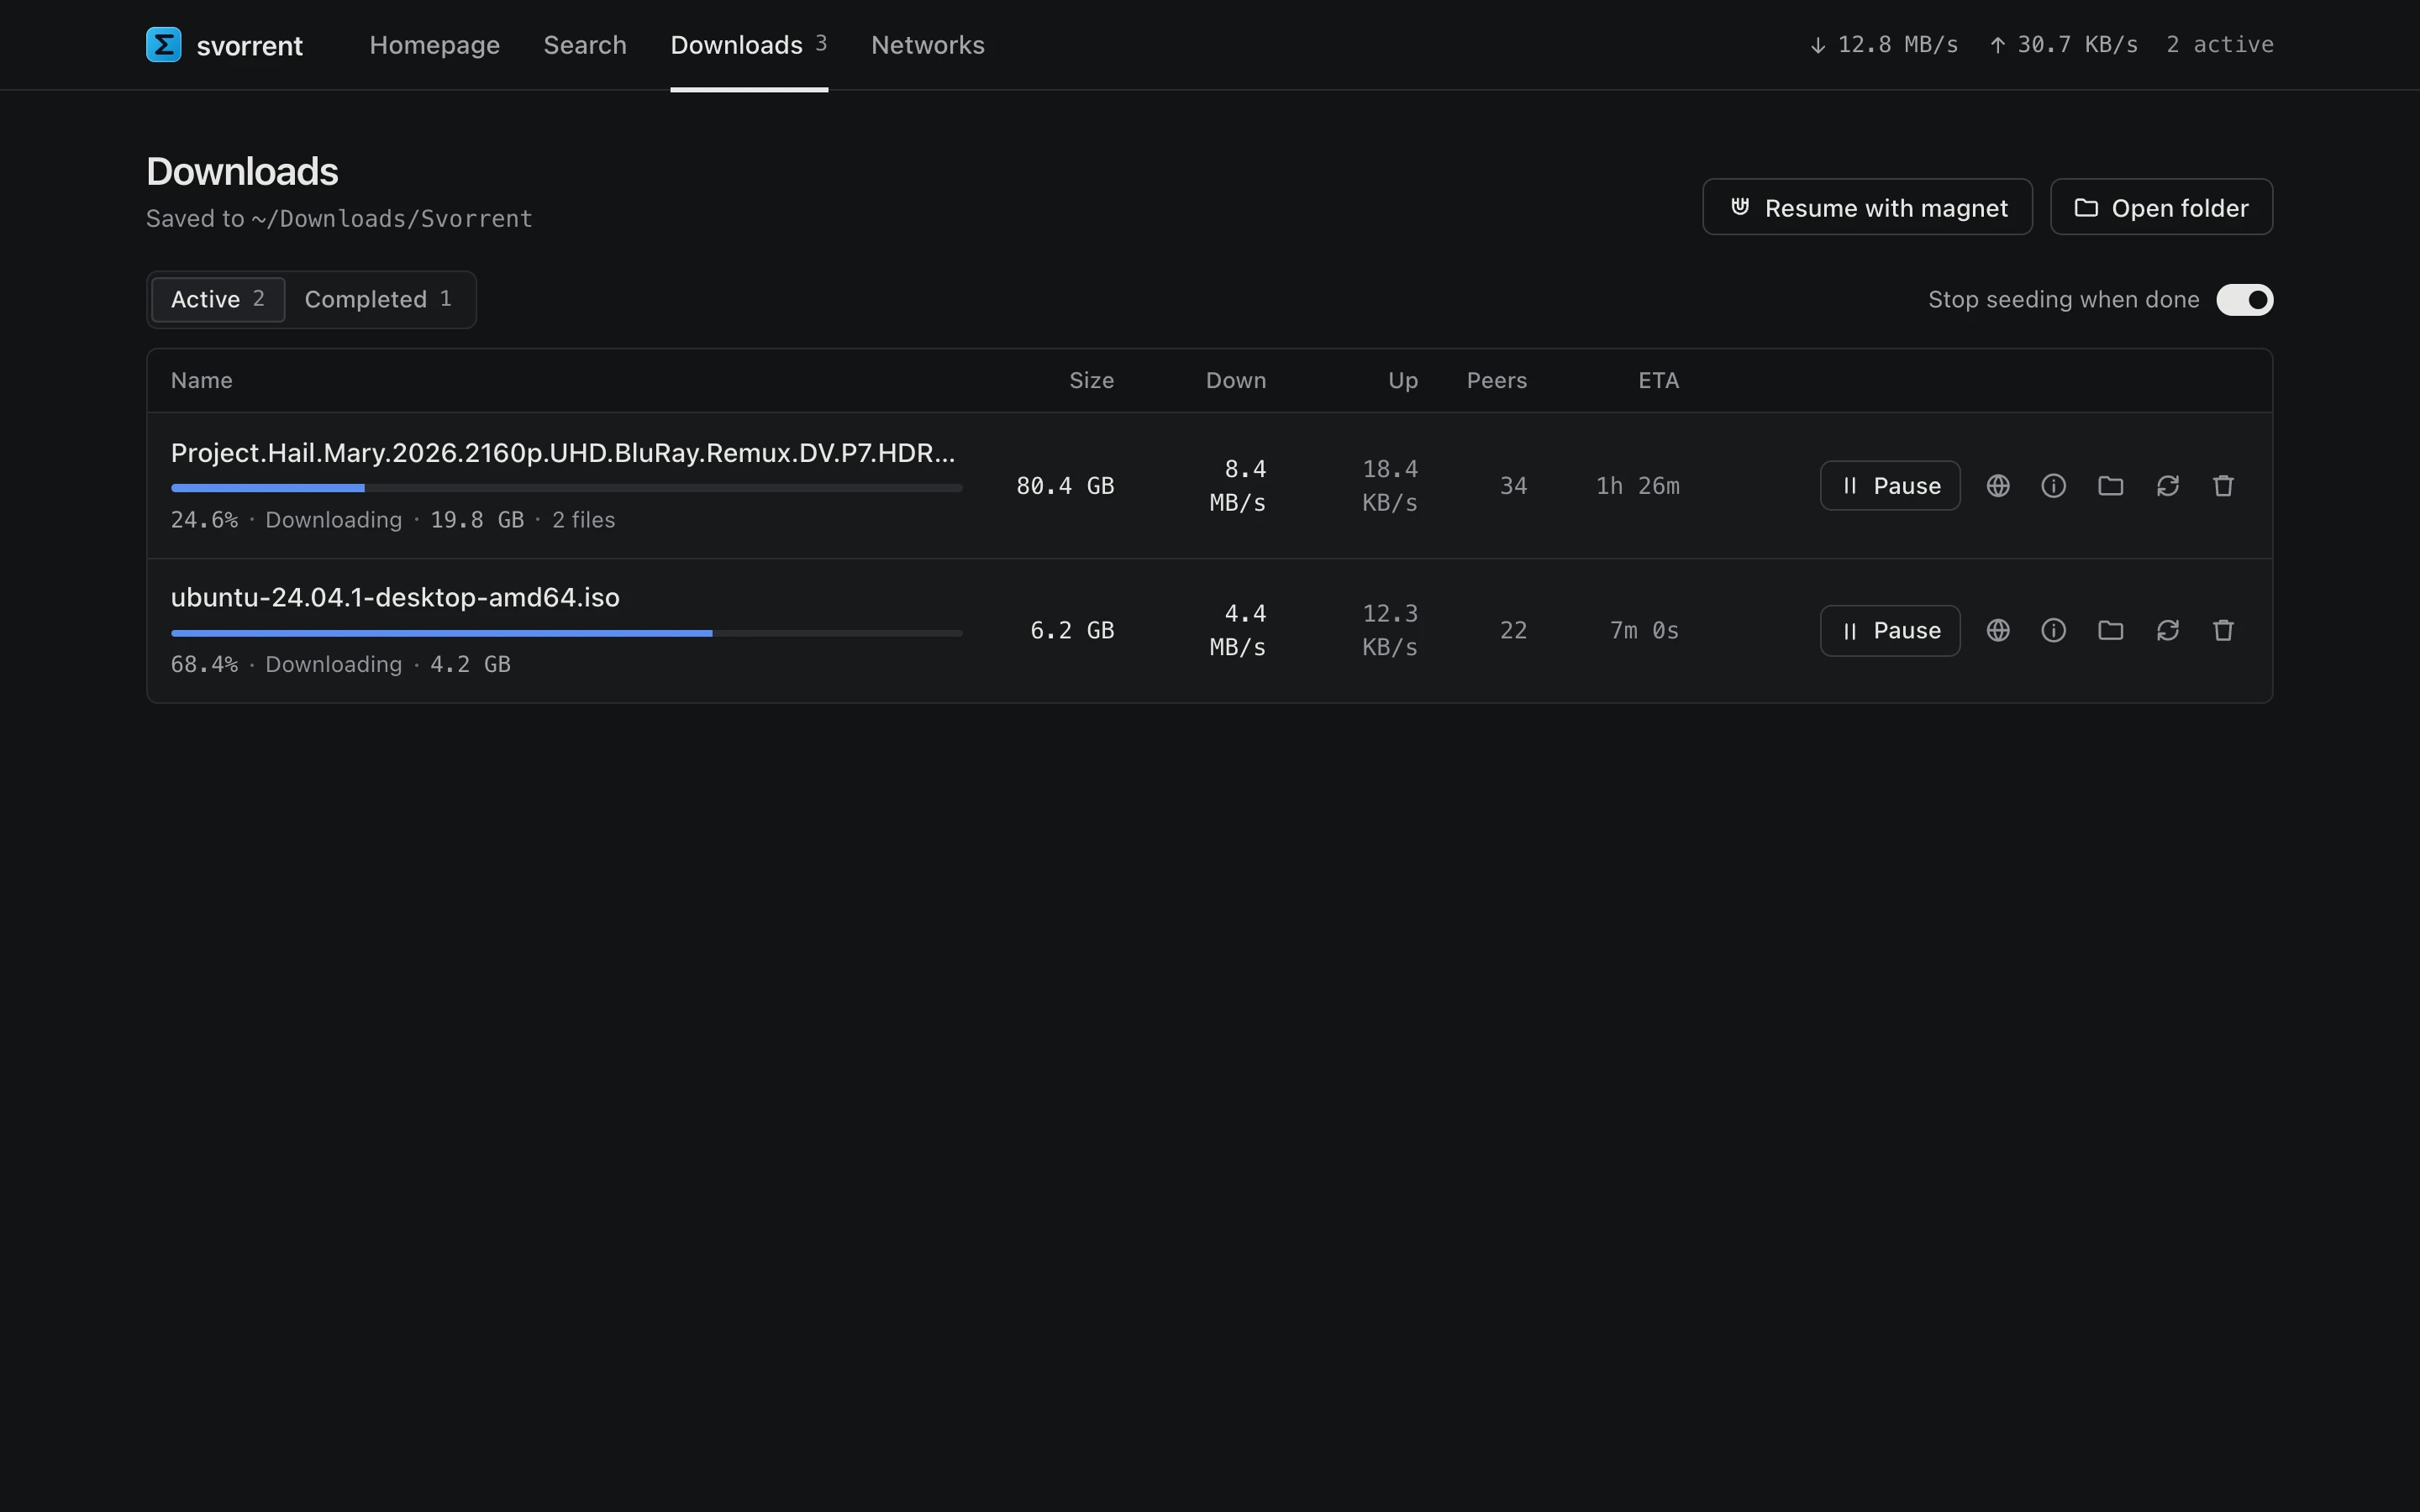 svorrent Homepage Search Downloads 3 Networks ↓ 12.8 MB/s ↑ 30.7 KB/s 2 active
Downloads
Saved to ~/Downloads/Svorrent
Resume with magnet Open folder
Active 2 Completed 1 Stop seeding when done
Name Size Down Up Peers ETA
Project.Hail.Mary.2026.2160p.UHD.BluRay.Remux.DV.P7.HDR...
80.4 GB 8.4 MB/s 18.4 KB/s 34 1h 26m Pause
24.6% · Downloading · 19.8 GB · 2 files
ubuntu-24.04.1-desktop-amd64.iso
6.2 GB 4.4 MB/s 12.3 KB/s 22 7m 0s Pause
68.4% · Downloading · 4.2 GB